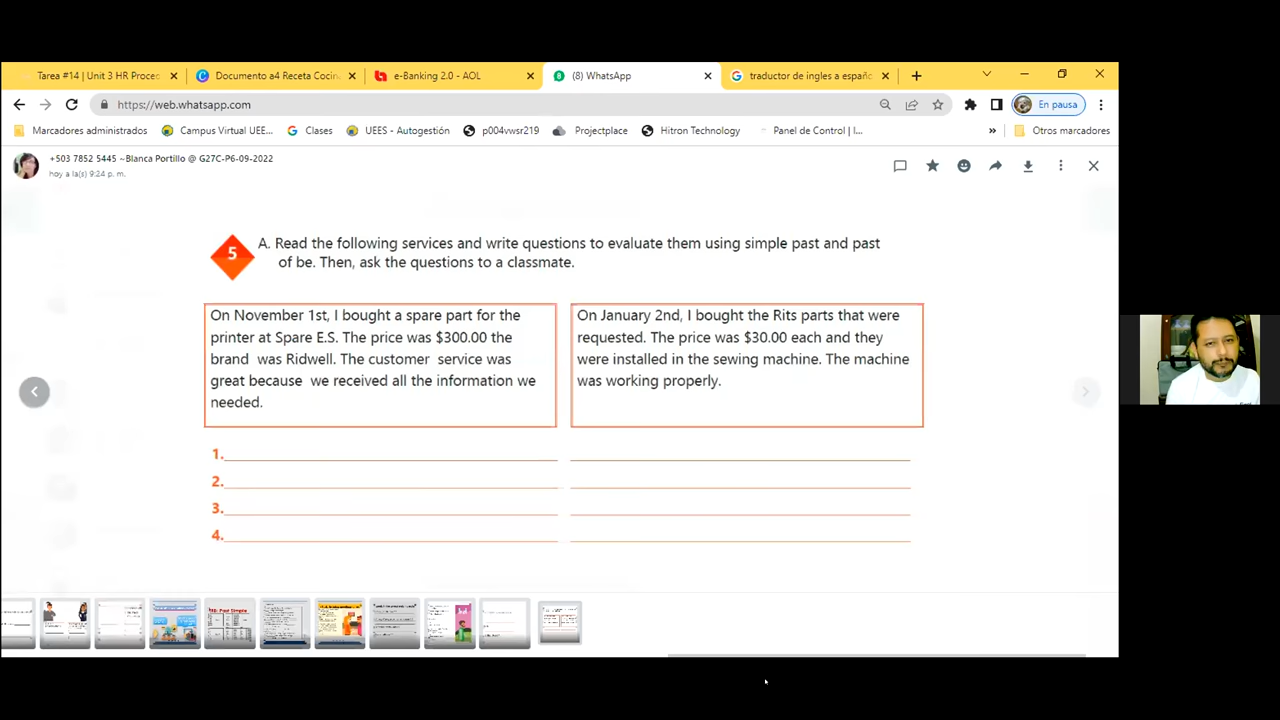 Tarea #14 | Unit 3 HR Proce
Documento a4 Receta Cocin
e-Banking 2.0 - AOL
(8) WhatsApp
traductor de ingles a españo
https://web.whatsapp.com
En pausa
Marcadores administrados
Campus Virtual UEE...
Clases
UEES - Autogestión
p004vwsr219
Projectplace
Hitron Technology
Panel de Control | I...
»
Otros marcadores
+503 7852 5445 ~Blanca Portillo @ G27C-P6-09-2022
hoy a la(s) 9:24 p. m.
5
A. Read the following services and write questions to evaluate them using simple past and past
of be. Then, ask the questions to a classmate.
On November 1st, I bought a spare part for the
printer at Spare E.S. The price was $300.00 the
brand was Ridwell. The customer service was
great because we received all the information we
needed.
On January 2nd, I bought the Rits parts that were
requested. The price was $30.00 each and they
were installed in the sewing machine. The machine
was working properly.
1.
2.
3.
4.